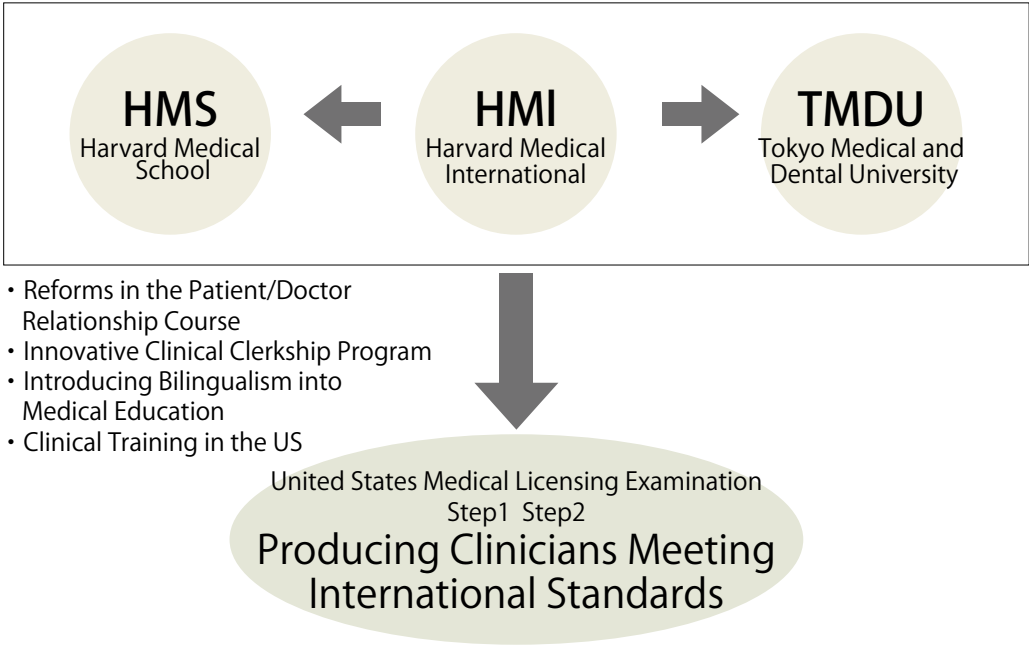 HMS
Harvard Medical
School
HMI
Harvard Medical
International
TMDU
Tokyo Medical and
Dental University
・Reforms in the Patient/Doctor
Relationship Course
・Innovative Clinical Clerkship Program
・Introducing Bilingualism into
Medical Education
・Clinical Training in the US
United States Medical Licensing Examination
Step1 Step2
Producing Clinicians Meeting
International Standards